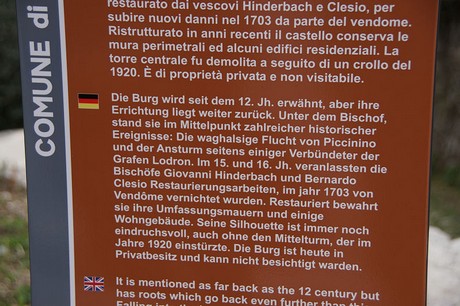 COMUNE di
restaurato dai vescovi Hinderbach e Clesio, per
subire nuovi danni nel 1703 da parte del vendome.
Ristrutturato in anni recenti il castello conserva le
mura perimetrali ed alcuni edifici residenziali. La
torre centrale fu demolita a seguito di un crollo del
1920. È di proprietà privata e non visitabile.
Die Burg wird seit dem 12. Jh. erwähnt, aber ihre
Errichtung liegt weiter zurück. Unter dem Bischof,
stand sie im Mittelpunkt zahlreicher historischer
Ereignisse: Die waghalsige Flucht von Piccinino
und der Ansturm seitens einiger Verbündeter der
Grafen Lodron. Im 15. und 16. Jh. veranlassten die
Bischöfe Giovanni Hinderbach und Bernardo
Clesio Restaurierungsarbeiten, im jahr 1703 von
Vendôme vernichtet wurden. Restauriert bewahrt
sie ihre Umfassungsmauern und einige
Wohngebäude. Seine Silhouette ist immer noch
eindrucksvoll, auch ohne den Mittelturm, der im
Jahre 1920 einstürzte. Die Burg ist heute in
Privatbesitz und kann nicht besichtigt warden.
It is mentioned as far back as the 12 century but
has roots which go back even further than this.